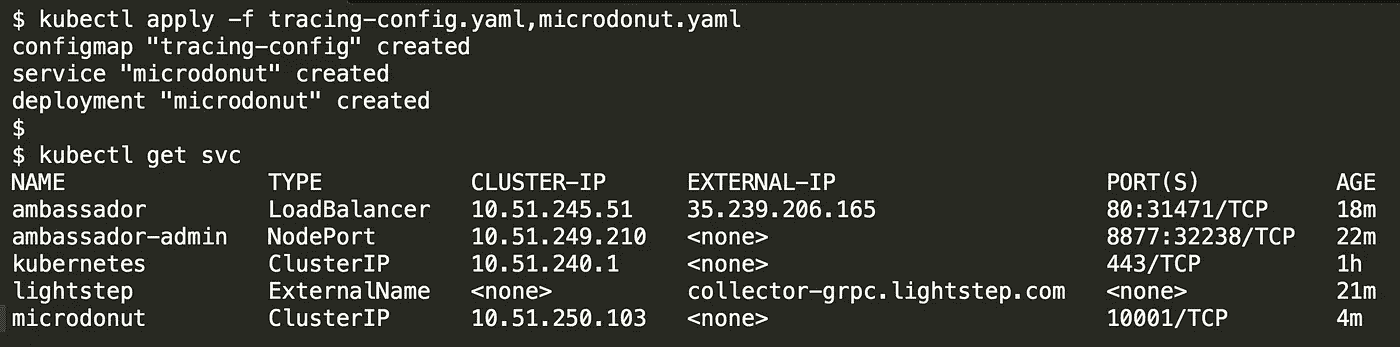 $ kubectl apply -f tracing-config.yaml,microdonut.yaml
configmap "tracing-config" created
service "microdonut" created
deployment "microdonut" created
$
$ kubectl get svc
NAME TYPE CLUSTER-IP EXTERNAL-IP PORT(S) AGE
ambassador LoadBalancer 10.51.245.51 35.239.206.165 80:31471/TCP 18m
ambassador-admin NodePort 10.51.249.210 <none> 8877:32238/TCP 22m
kubernetes ClusterIP 10.51.240.1 <none> 443/TCP 1h
lightstep ExternalName <none> collector-grpc.lightstep.com <none> 21m
microdonut ClusterIP 10.51.250.103 <none> 10001/TCP 4m